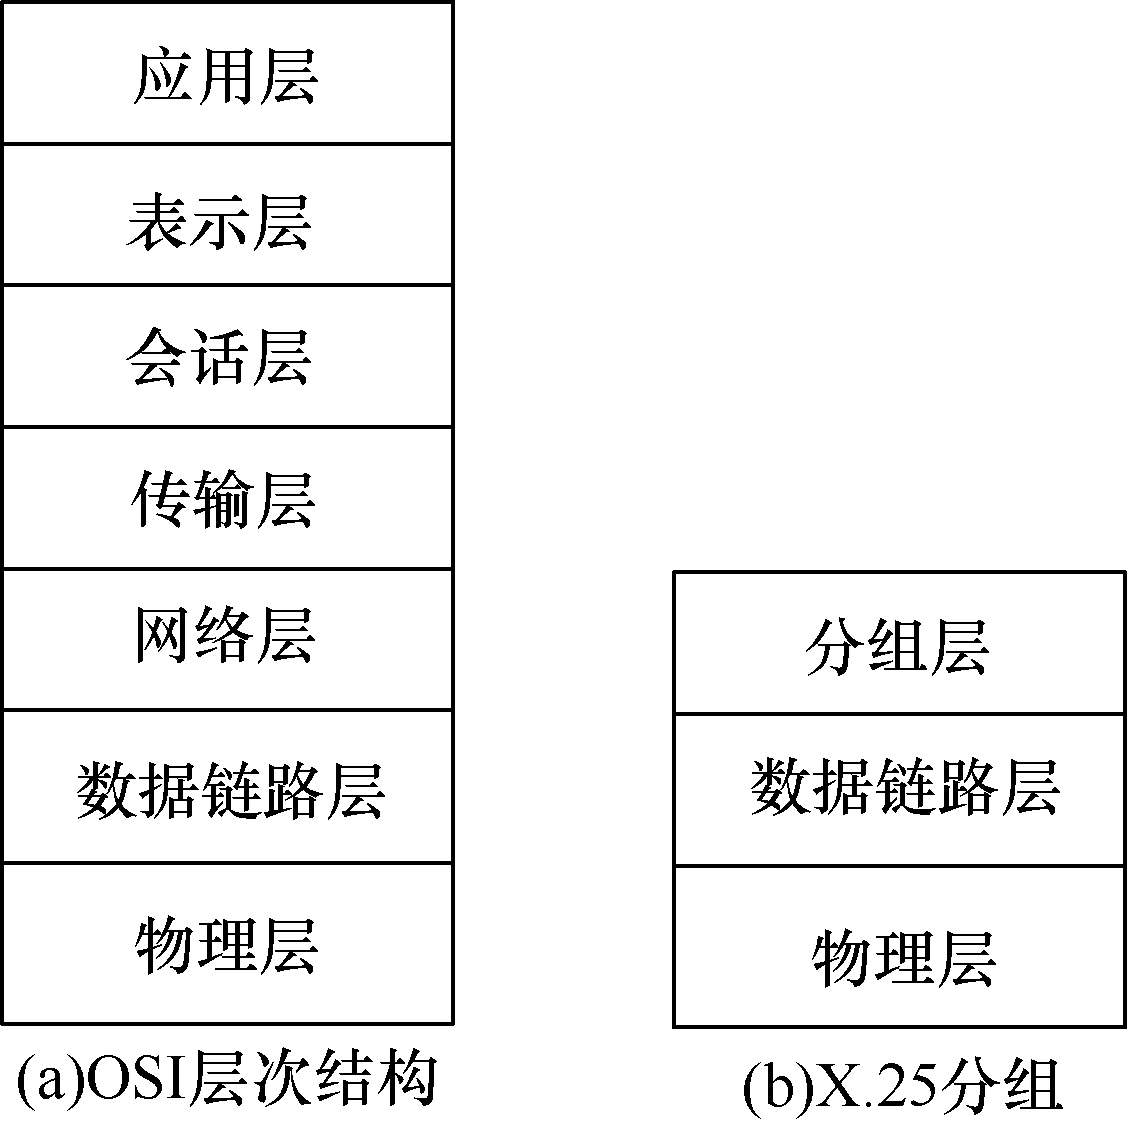 应用层
表示层
会话层
传输层
网络层
数据链路层
物理层
(a)OSI层次结构
分组层
数据链路层
物理层
(b)X.25分组